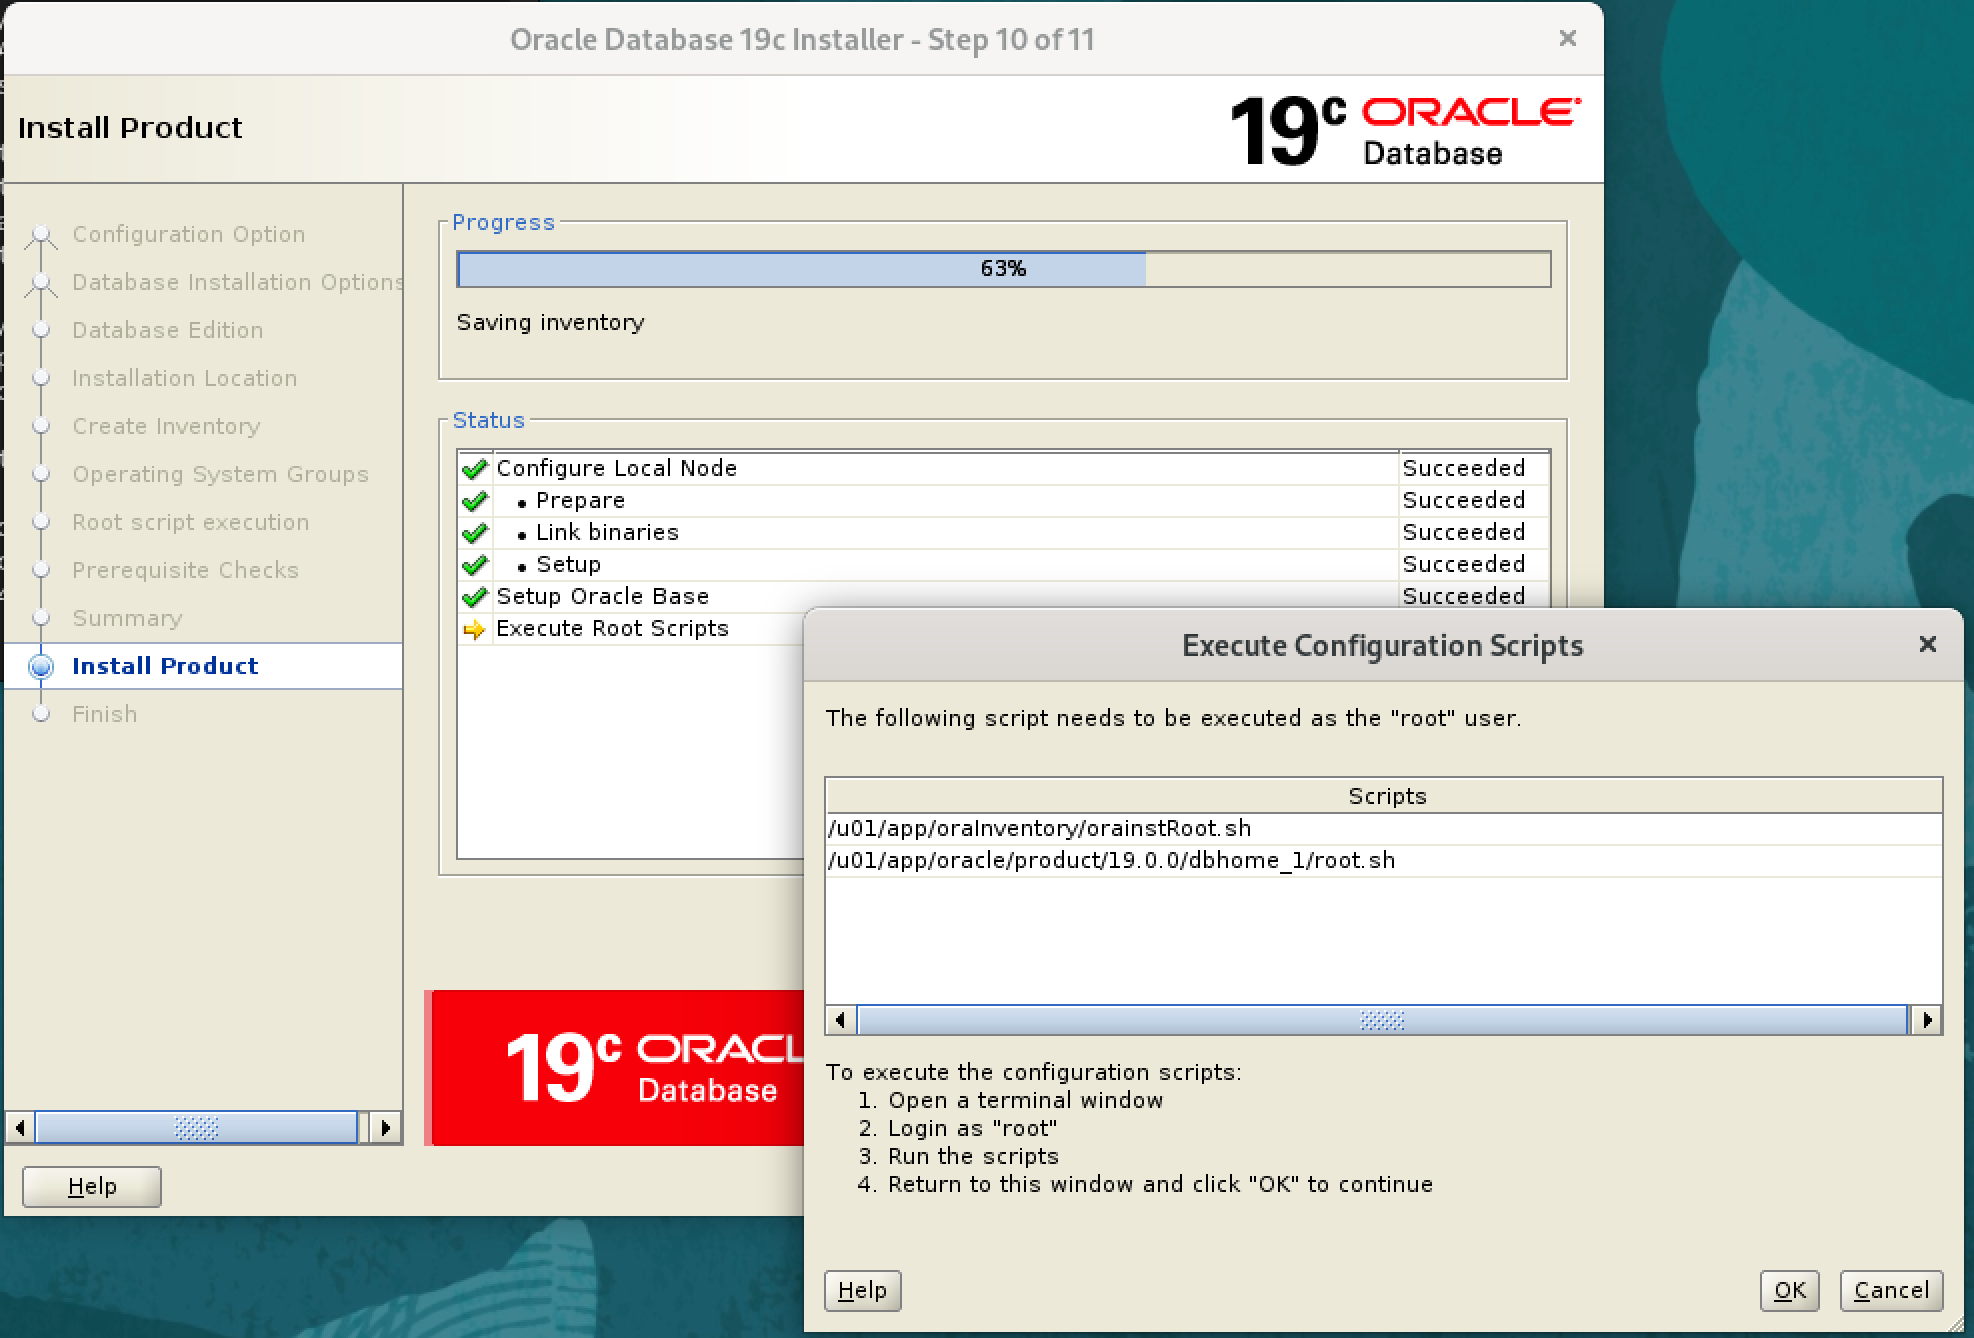 Oracle Database 19c Installer - Step 10 of 11
Install Product
19c ORACLE
Database
Configuration Option
Database Installation Options
Database Edition
Installation Location
Create Inventory
Operating System Groups
Root script execution
Prerequisite Checks
Summary
Install Product
Finish
Help
Progress
63%
Saving inventory
Status
Configure Local Node Succeeded
• Prepare Succeeded
• Link binaries Succeeded
• Setup Succeeded
Setup Oracle Base Succeeded
Execute Root Scripts
19c ORACL
Database
Execute Configuration Scripts
The following script needs to be executed as the "root" user.
Scripts
/u01/app/oraInventory/orainstRoot.sh
/u01/app/oracle/product/19.0.0/dbhome_1/root.sh
To execute the configuration scripts:
1. Open a terminal window
2. Login as "root"
3. Run the scripts
4. Return to this window and click "OK" to continue
Help
OK
Cancel